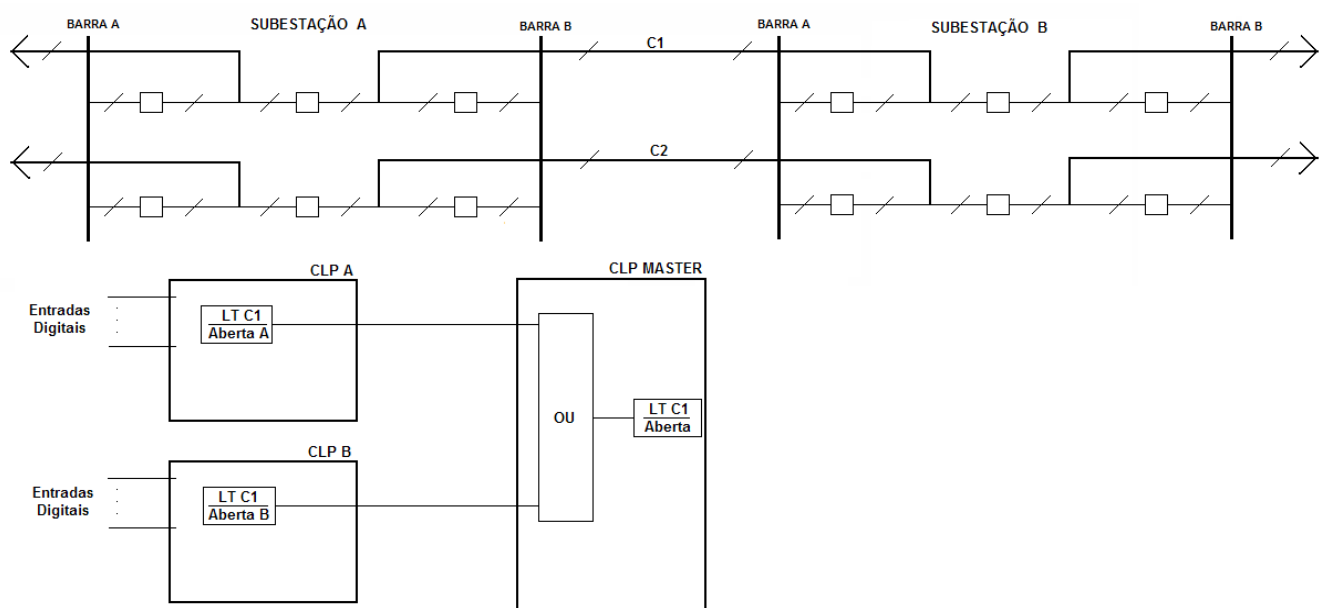 BARRA A
SUBESTAÇÃO A
BARRA B
C1
BARRA A
SUBESTAÇÃO B
BARRA B
C2
CLP A
CLP MASTER
Entradas
Digitais
LT C1
Aberta A
OU
LT C1
Aberta
CLP B
Entradas
Digitais
LT C1
Aberta B